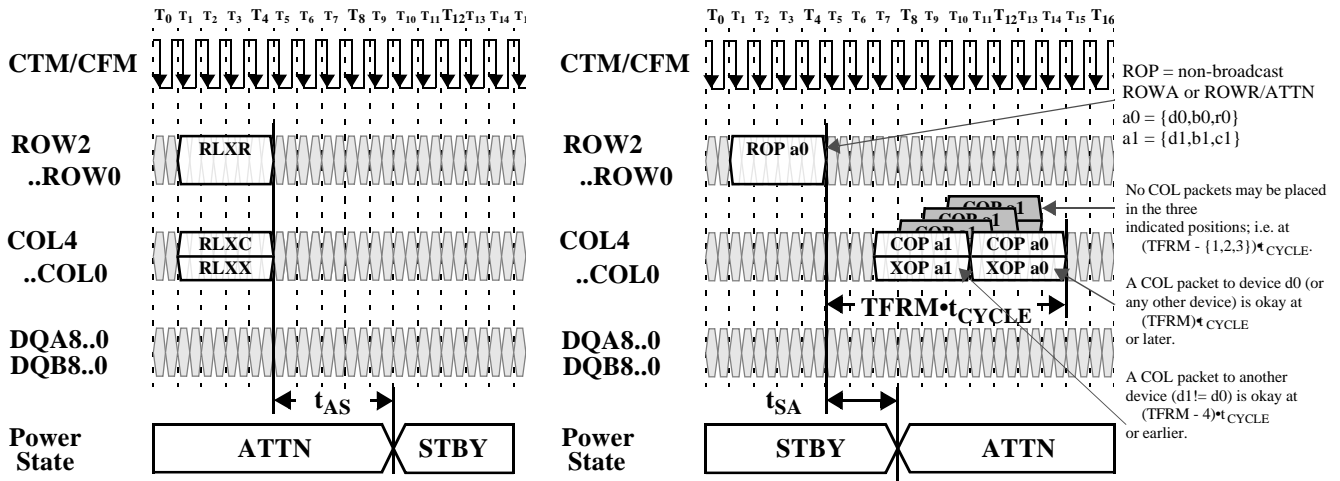 T0 T1 T2 T3 T4 T5 T6 T7 T8 T9 T10 T11 T12 T13 T14 T1
CTM/CFM
ROW2
..ROW0
RLXR
COL4
..COL0
RLXC
RLXX
DQA8..0
DQB8..0
tAS
Power
State
ATTN
STBY
T0 T1 T2 T3 T4 T5 T6 T7 T8 T9 T10 T11 T12 T13 T14 T15 T16
CTM/CFM
ROW2
..ROW0
ROP a0
COP a1
COP a1
COP a1
COL4
..COL0
COP a1
COP a0
XOP a1
XOP a0
TFRM•tCYCLE
DQA8..0
DQB8..0
tSA
Power
State
STBY
ATTN
ROP = non-broadcast
ROWA or ROWR/ATTN
a0 = {d0,b0,r0}
a1 = {d1,b1,c1}
No COL packets may be placed
in the three
indicated positions; i.e. at
(TFRM - {1,2,3})•tCYCLE.
A COL packet to device d0 (or
any other device) is okay at
(TFRM)•tCYCLE
or later.
A COL packet to another
device (d1!= d0) is okay at
(TFRM - 4)•tCYCLE
or earlier.